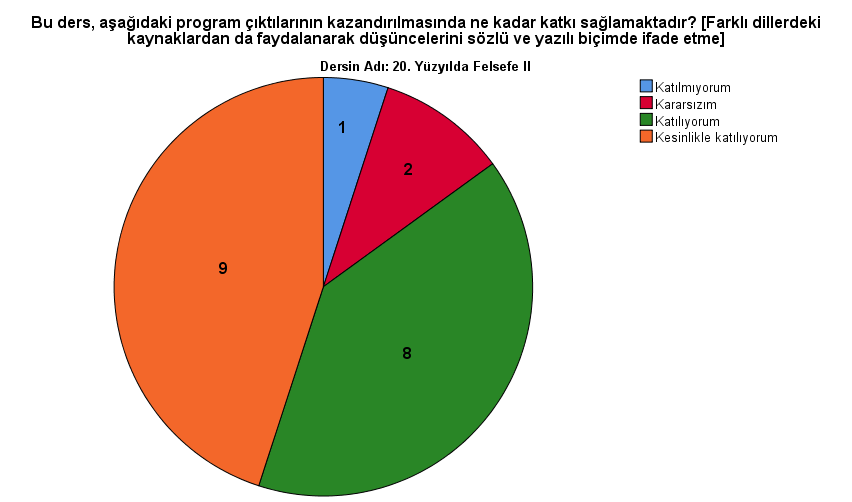 Bu ders, aşağıdaki program çıktılarının kazandırılmasında ne kadar katkı sağlamaktadır? [Farklı dillerdeki
kaynaklardan da faydalanarak düşüncelerini sözlü ve yazılı biçimde ifade etme]
Dersin Adı: 20. Yüzyılda Felsefe II
Katılmıyorum
Kararsızım
Katılıyorum
Kesinlikle katılıyorum
1
2
9
8